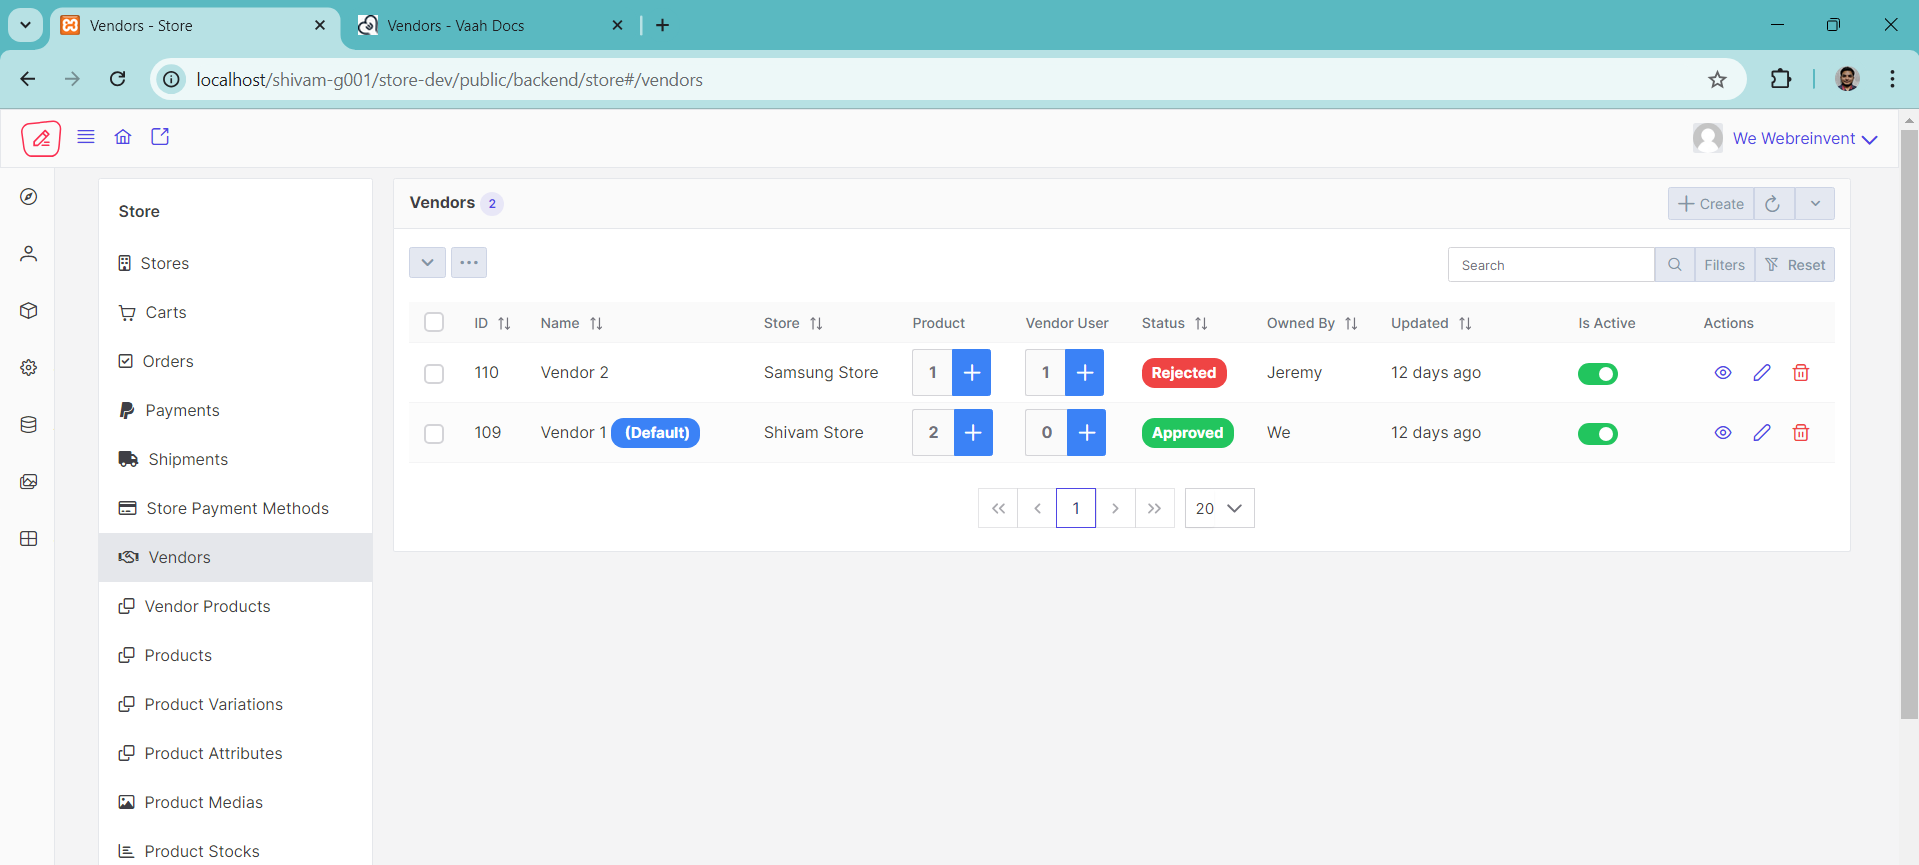 Vendors - Store
Vendors - Vaah Docs
localhost/shivam-g001/store-dev/public/backend/store#/vendors
We Webreinvent
Store
Stores
Carts
Orders
Payments
Shipments
Store Payment Methods
Vendors
Vendor Products
Products
Product Variations
Product Attributes
Product Medias
Product Stocks
Vendors 2
Create
Search Filters Reset
ID Name Store Product Vendor User Status Owned By Updated Is Active Actions
110 Vendor 2 Samsung Store 1 + 1 + Rejected Jeremy 12 days ago
109 Vendor 1 (Default) Shivam Store 2 + 0 + Approved We 12 days ago
1 20